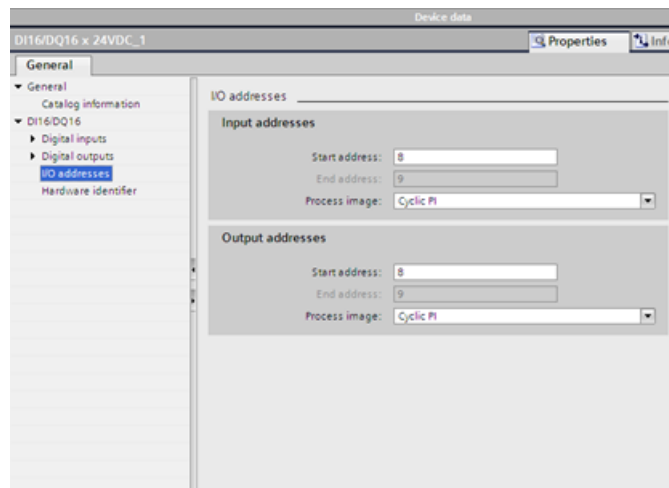 Device data
DI16/DQ16 x 24VDC_1
Properties
Inf
General
General
Catalog information
DI16/DQ16
Digital inputs
Digital outputs
I/O addresses
Hardware identifier
I/O addresses
Input addresses
Start address: 8
End address: 9
Process image: Cyclic PI
Output addresses
Start address: 8
End address: 9
Process image: Cyclic PI